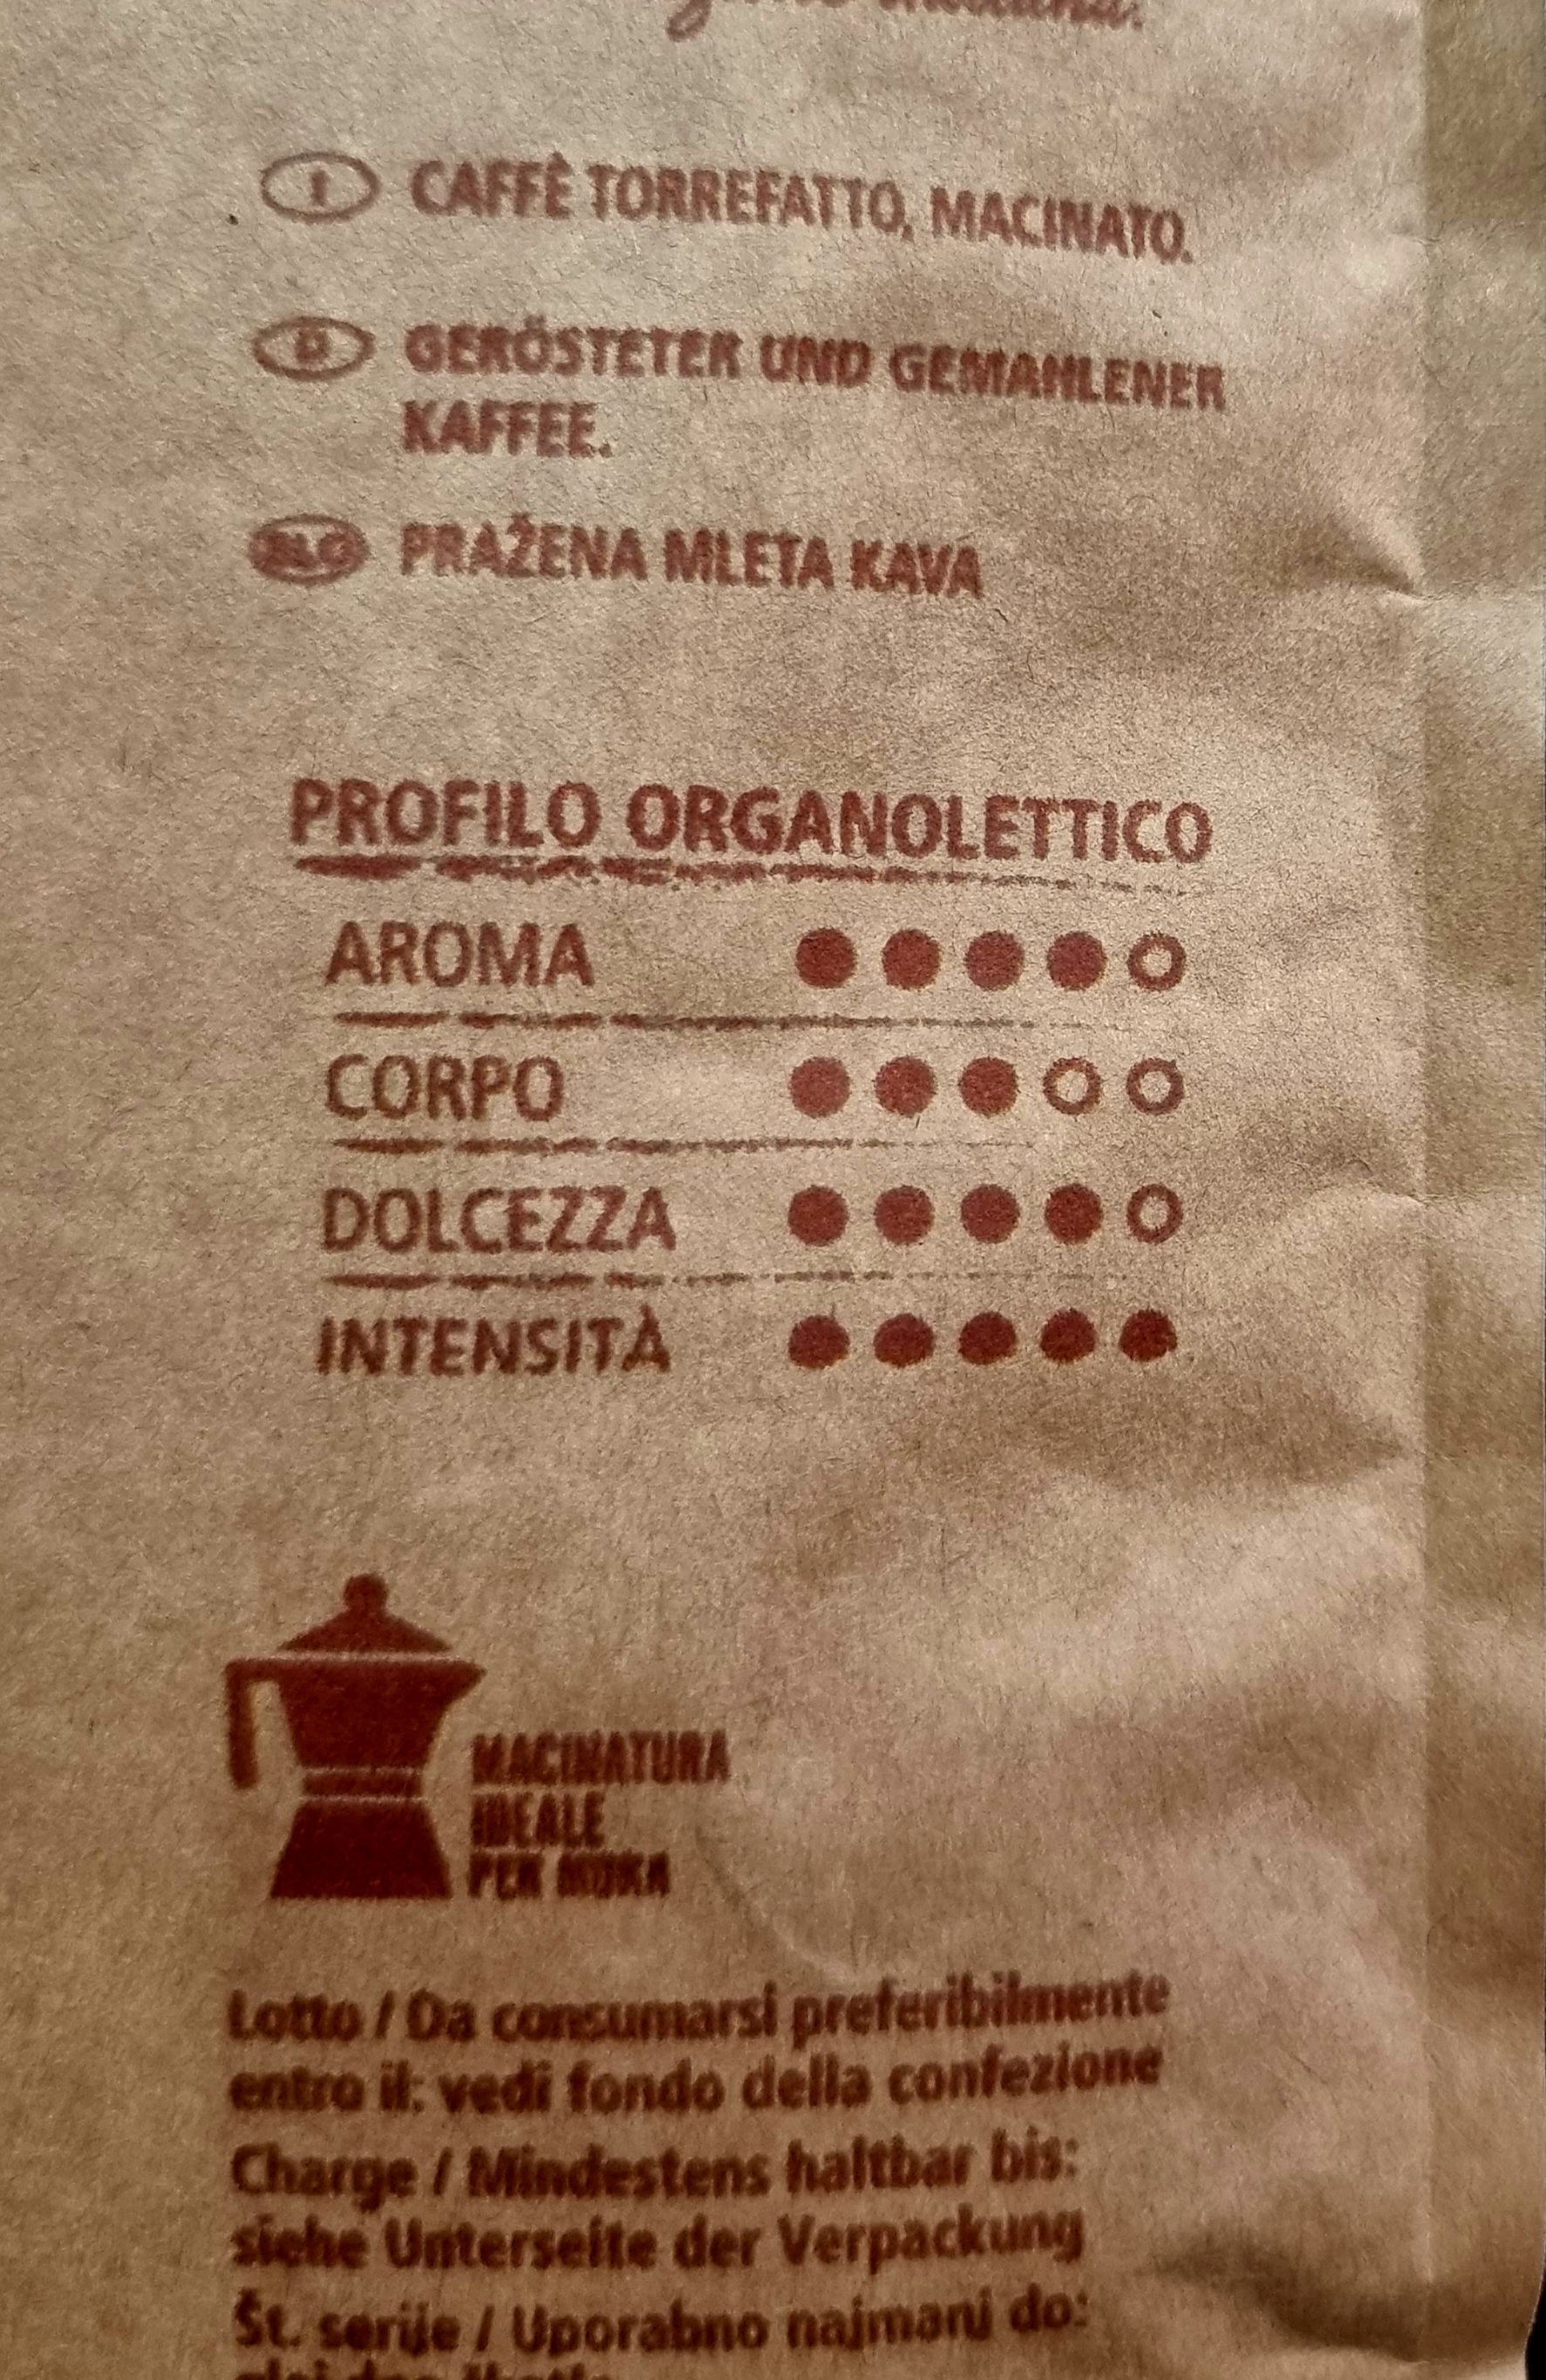 I CAFFÈ TORREFATTO, MACINATO.
D GERÖSTETER UND GEMAHLENER
KAFFEE.
SLO PRAŽENA MLETA KAVA
PROFILO ORGANOLETTICO
AROMA
CORPO
DOLCEZZA
INTENSITÀ
MACINATURA
IDEALE
PER MOKA
Lotto / Da consumarsi preferibilmente
entro il: vedi fondo della confezione
Charge / Mindestens haltbar bis:
siehe Unterseite der Verpackung
Št. serije / Uporabno najmanj do: